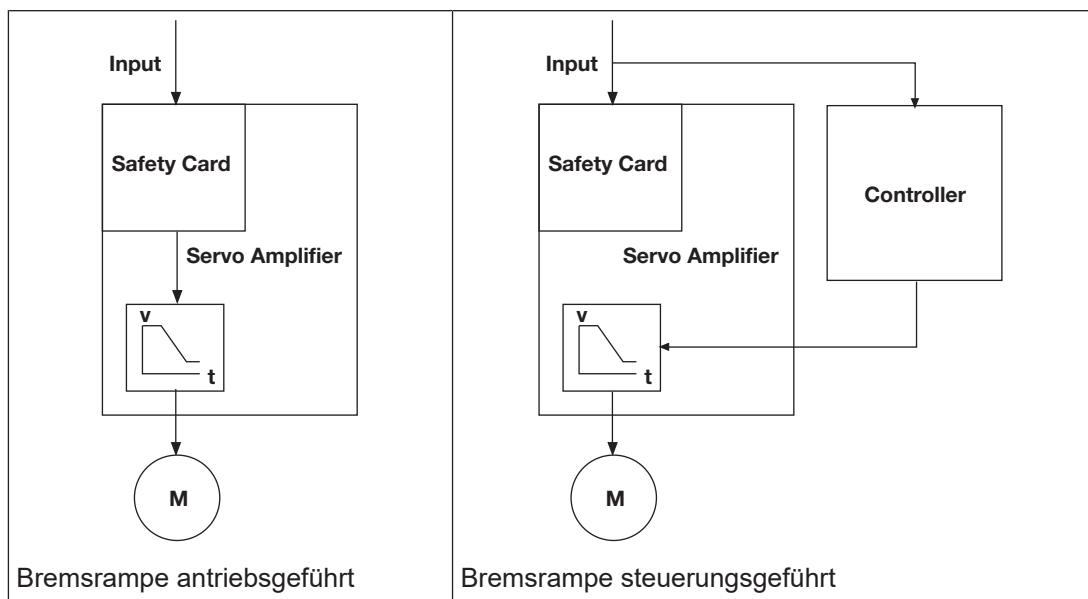 Input
Safety Card
Servo Amplifier
v
t
M
Bremsrampe antriebsgeführt
Input
Safety Card
Controller
Servo Amplifier
v
t
M
Bremsrampe steuerungsgeführt